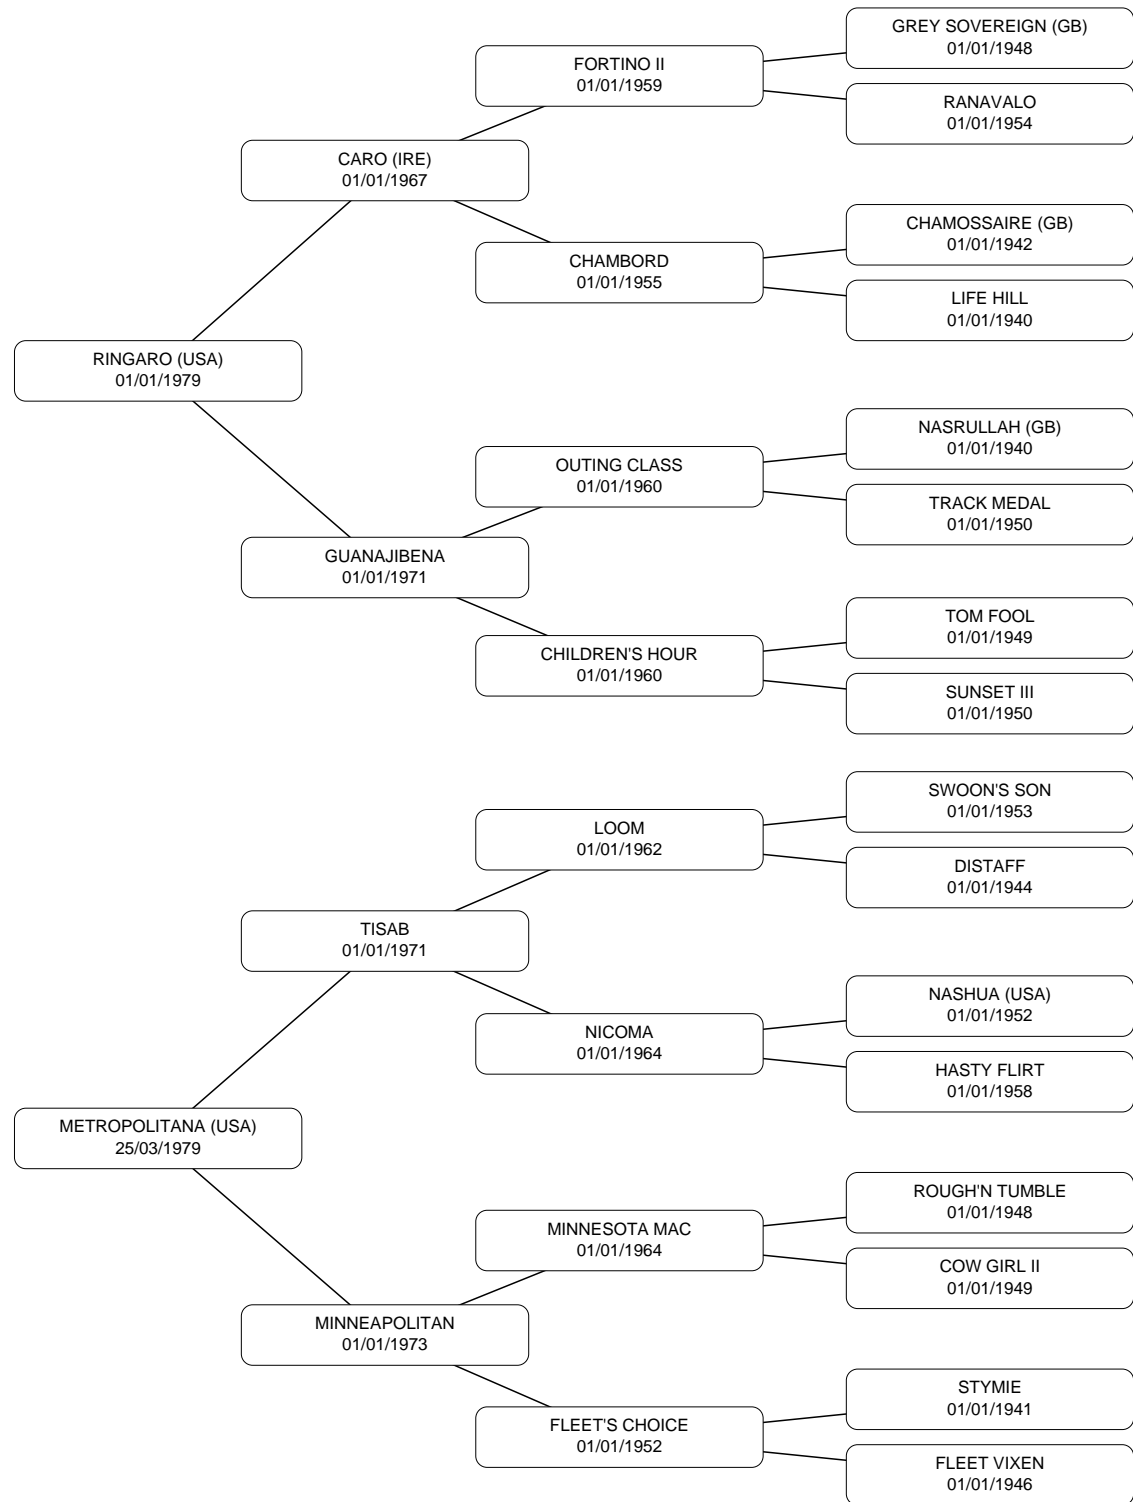 GREY SOVEREIGN (GB)
01/01/1948
FORTINO II
01/01/1959
RANAVALO
01/01/1954
CARO (IRE)
01/01/1967
CHAMOSSAIRE (GB)
01/01/1942
CHAMBORD
01/01/1955
LIFE HILL
01/01/1940
RINGARO (USA)
01/01/1979
NASRULLAH (GB)
01/01/1940
OUTING CLASS
01/01/1960
TRACK MEDAL
01/01/1950
GUANAJIBENA
01/01/1971
TOM FOOL
01/01/1949
CHILDREN'S HOUR
01/01/1960
SUNSET III
01/01/1950
SWOON'S SON
01/01/1953
LOOM
01/01/1962
DISTAFF
01/01/1944
TISAB
01/01/1971
NASHUA (USA)
01/01/1952
NICOMA
01/01/1964
HASTY FLIRT
01/01/1958
METROPOLITANA (USA)
25/03/1979
ROUGH'N TUMBLE
01/01/1948
MINNESOTA MAC
01/01/1964
COW GIRL II
01/01/1949
MINNEAPOLITAN
01/01/1973
STYMIE
01/01/1941
FLEET'S CHOICE
01/01/1952
FLEET VIXEN
01/01/1946